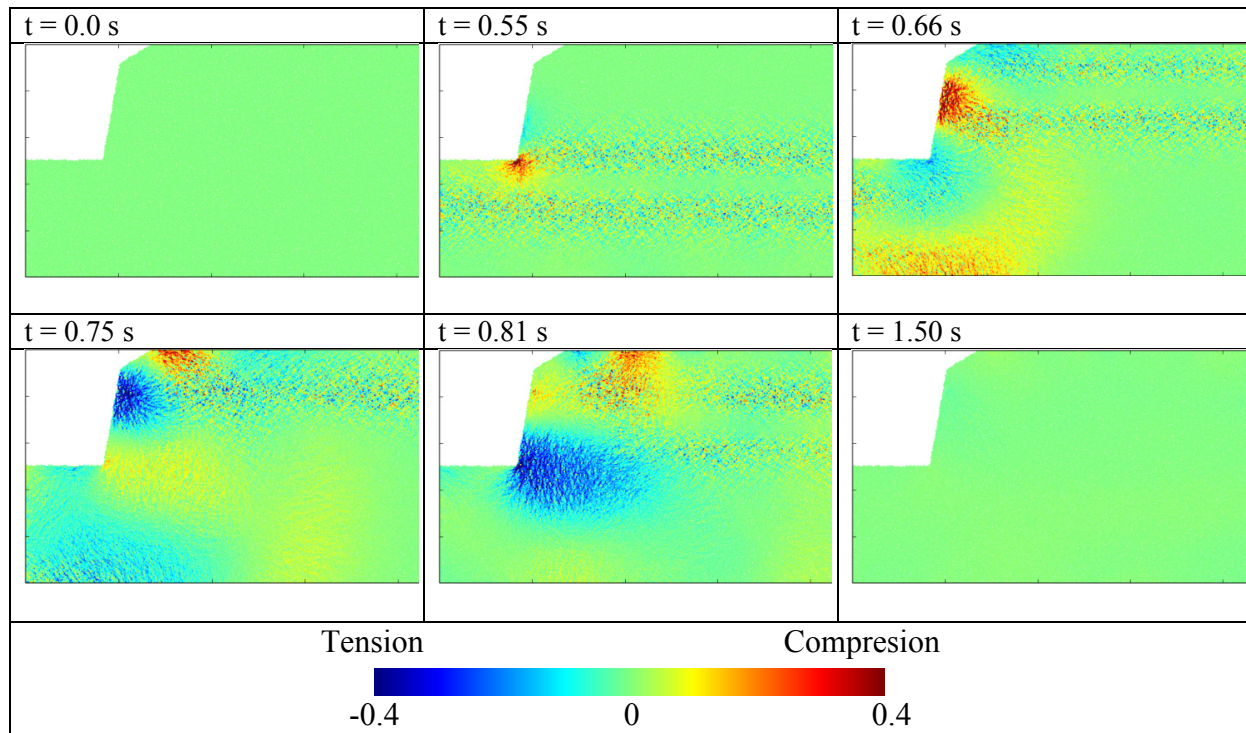 t = 0.0 s
t = 0.55 s
t = 0.66 s
t = 0.75 s
t = 0.81 s
t = 1.50 s
Tension Compresion
-0.4 0 0.4